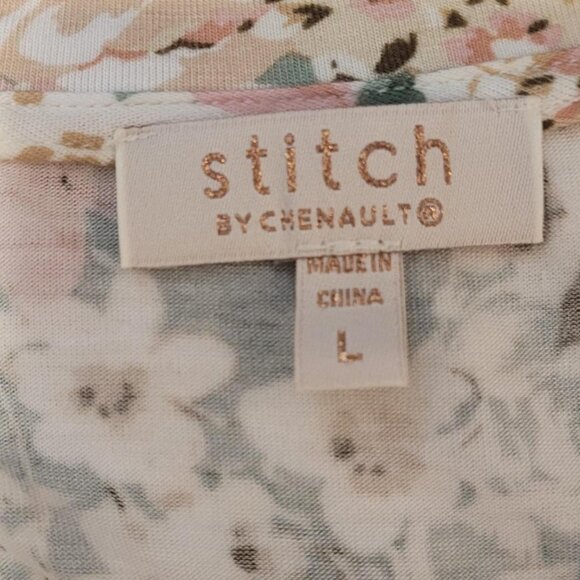 stitch
BY CHENAULT®
MADE IN
CHINA
L